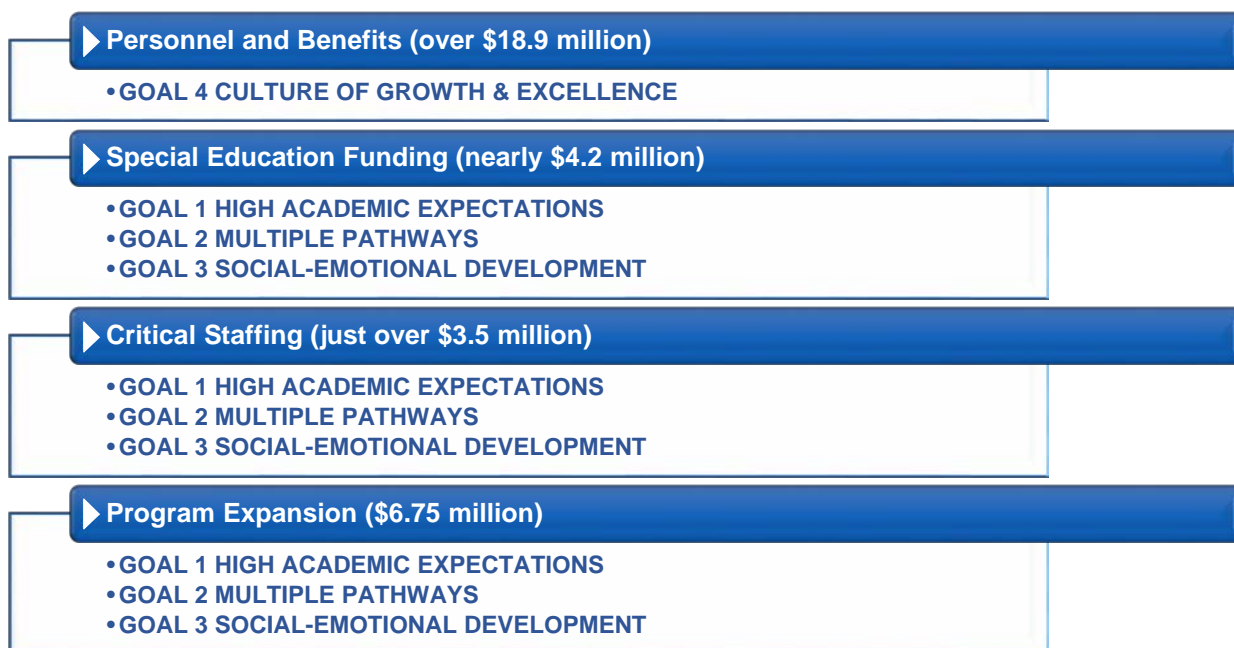 Personnel and Benefits (over $18.9 million)
•GOAL 4 CULTURE OF GROWTH & EXCELLENCE
Special Education Funding (nearly $4.2 million)
•GOAL 1 HIGH ACADEMIC EXPECTATIONS
•GOAL 2 MULTIPLE PATHWAYS
•GOAL 3 SOCIAL-EMOTIONAL DEVELOPMENT
Critical Staffing (just over $3.5 million)
•GOAL 1 HIGH ACADEMIC EXPECTATIONS
•GOAL 2 MULTIPLE PATHWAYS
•GOAL 3 SOCIAL-EMOTIONAL DEVELOPMENT
Program Expansion ($6.75 million)
•GOAL 1 HIGH ACADEMIC EXPECTATIONS
•GOAL 2 MULTIPLE PATHWAYS
•GOAL 3 SOCIAL-EMOTIONAL DEVELOPMENT